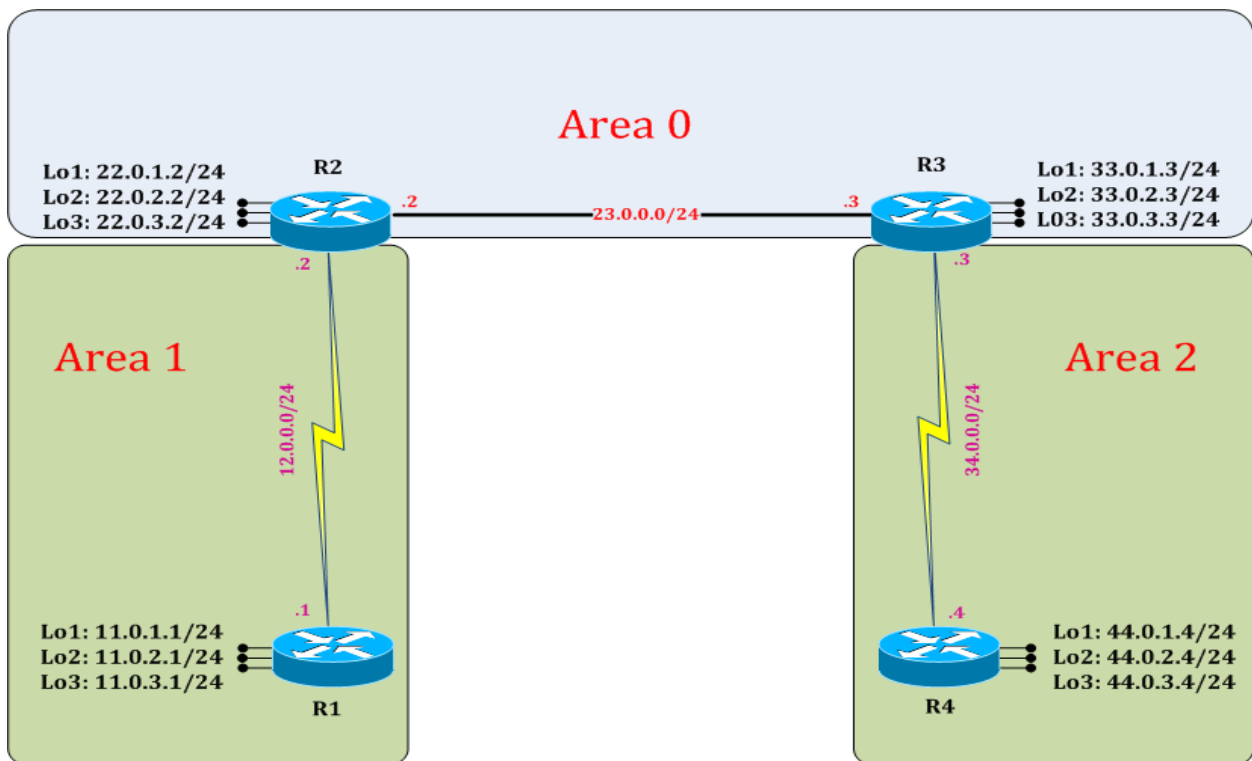 Area 0
Lo1: 22.0.1.2/24
Lo2: 22.0.2.2/24
Lo3: 22.0.3.2/24
R2
.2
23.0.0.0/24
.3
R3
Lo1: 33.0.1.3/24
Lo2: 33.0.2.3/24
L03: 33.0.3.3/24
.2
.3
Area 1
Area 2
12.0.0.0/24
34.0.0.0/24
.1
.4
Lo1: 11.0.1.1/24
Lo2: 11.0.2.1/24
Lo3: 11.0.3.1/24
R1
Lo1: 44.0.1.4/24
Lo2: 44.0.2.4/24
Lo3: 44.0.3.4/24
R4